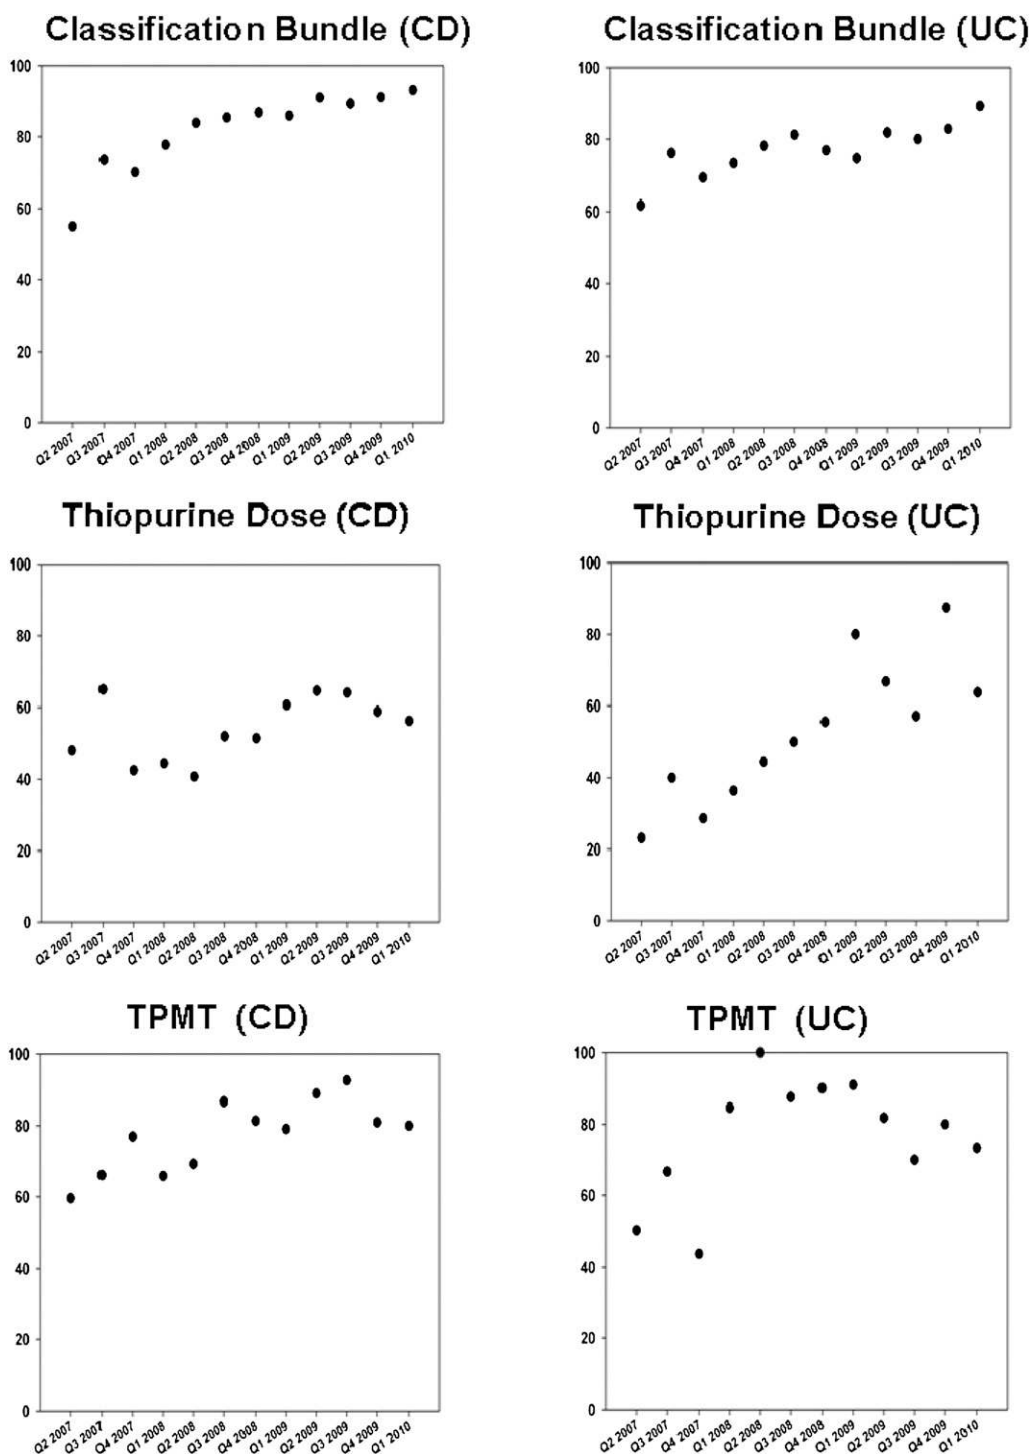 Classification Bundle (CD)
100
80
60
40
20
0
Q2 2007
Q3 2007
Q4 2007
Q1 2008
Q2 2008
Q3 2008
Q4 2008
Q1 2009
Q2 2009
Q3 2009
Q4 2009
Q1 2010
Classification Bundle (UC)
100
80
60
40
20
0
Q2 2007
Q3 2007
Q4 2007
Q1 2008
Q2 2008
Q3 2008
Q4 2008
Q1 2009
Q2 2009
Q3 2009
Q4 2009
Q1 2010
Thiopurine Dose (CD)
100
80
60
40
20
0
Q2 2007
Q3 2007
Q4 2007
Q1 2008
Q2 2008
Q3 2008
Q4 2008
Q1 2009
Q2 2009
Q3 2009
Q4 2009
Q1 2010
Thiopurine Dose (UC)
100
80
60
40
20
0
Q2 2007
Q3 2007
Q4 2007
Q1 2008
Q2 2008
Q3 2008
Q4 2008
Q1 2009
Q2 2009
Q3 2009
Q4 2009
Q1 2010
TPMT (CD)
100
80
60
40
20
0
Q2 2007
Q3 2007
Q4 2007
Q1 2008
Q2 2008
Q3 2008
Q4 2008
Q1 2009
Q2 2009
Q3 2009
Q4 2009
Q1 2010
TPMT (UC)
100
80
60
40
20
0
Q2 2007
Q3 2007
Q4 2007
Q1 2008
Q2 2008
Q3 2008
Q4 2008
Q1 2009
Q2 2009
Q3 2009
Q4 2009
Q1 2010